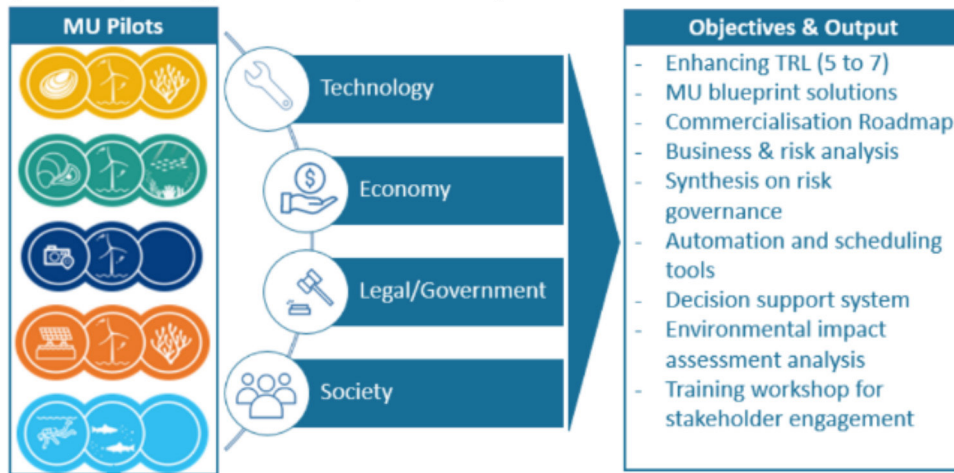 MU Pilots
Technology
Economy
Legal/Government
Society
Objectives & Output
- Enhancing TRL (5 to 7)
- MU blueprint solutions
- Commercialisation Roadmap
- Business & risk analysis
- Synthesis on risk
governance
- Automation and scheduling
tools
- Decision support system
- Environmental impact
assessment analysis
- Training workshop for
stakeholder engagement